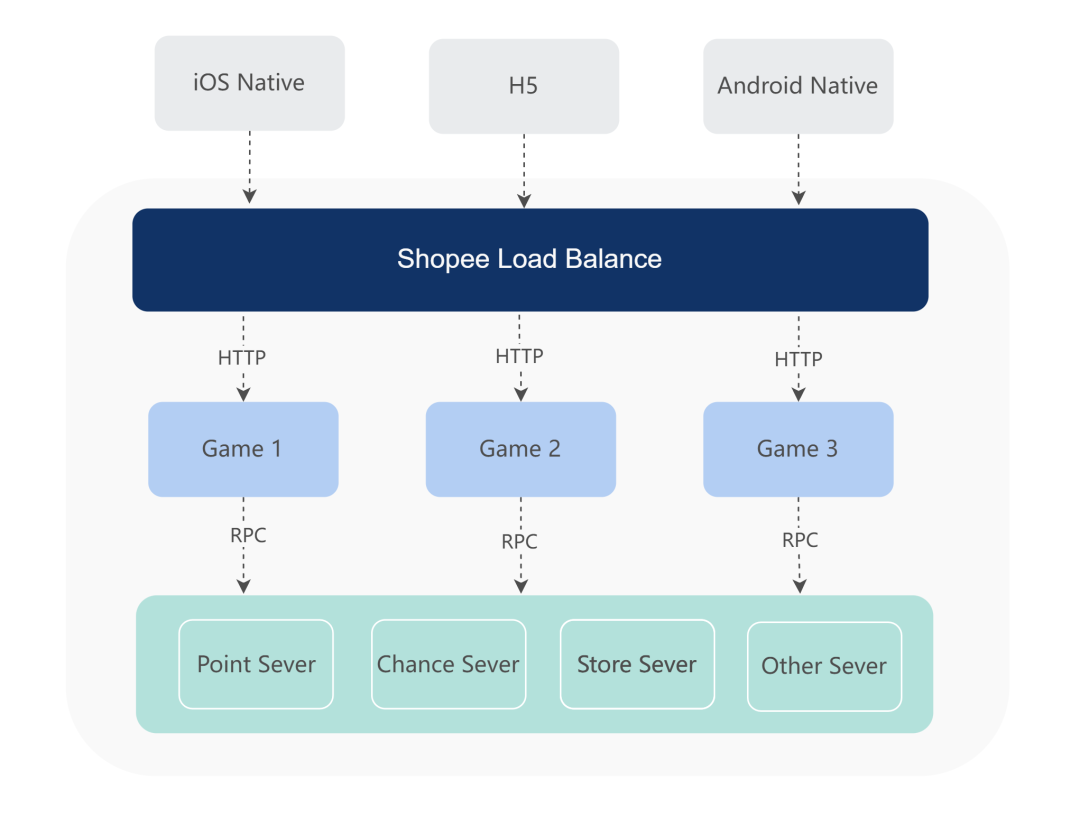 iOS Native
H5
Android Native
Shopee Load Balance
HTTP
HTTP
HTTP
Game 1
Game 2
Game 3
RPC
RPC
RPC
Point Sever
Chance Sever
Store Sever
Other Sever